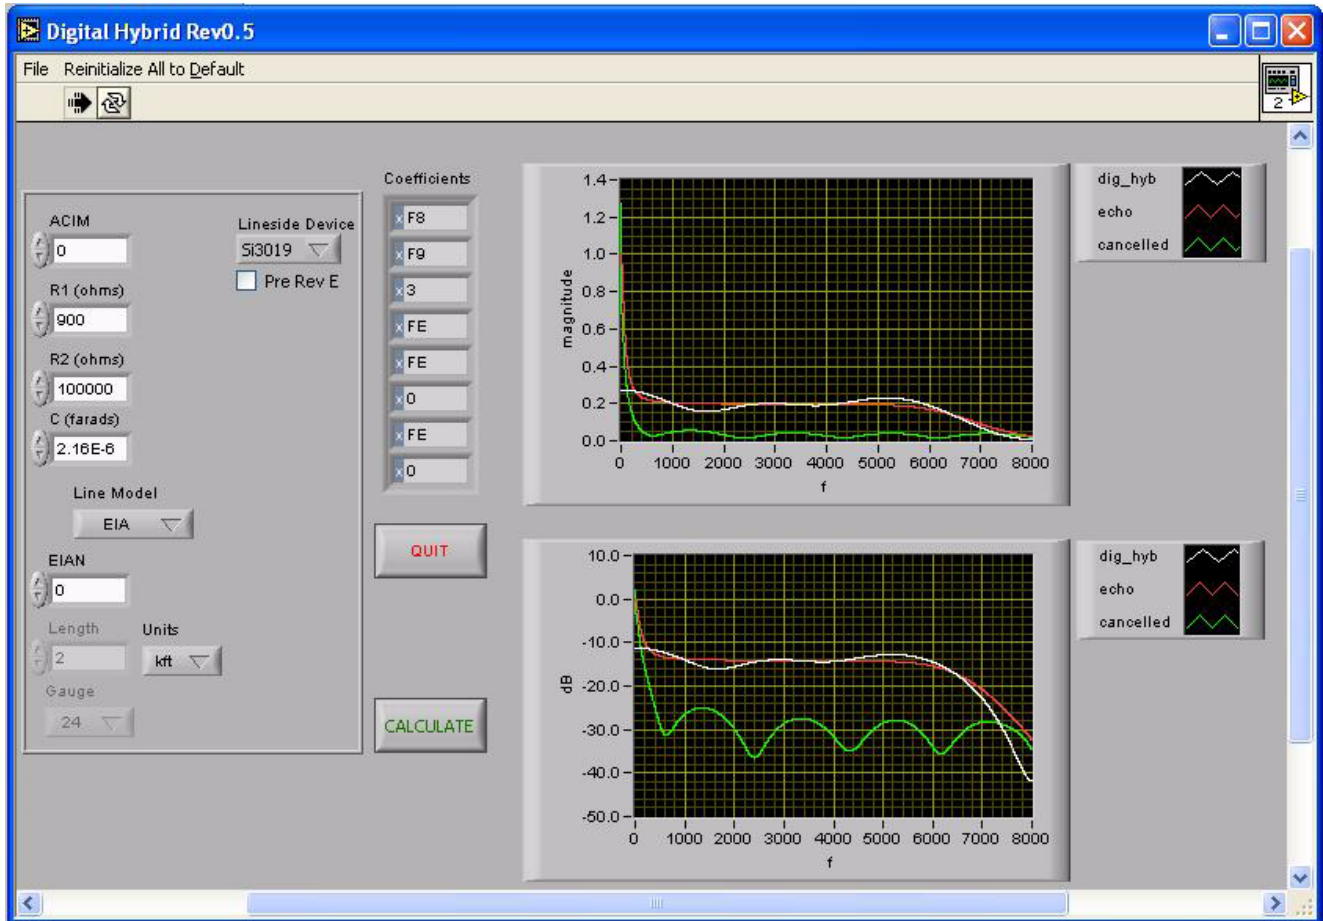 Digital Hybrid Rev0.5
File Reinitialize All to Default
2
ACIM
0
R1 (ohms)
900
R2 (ohms)
100000
C (farads)
2.16E-6
Lineside Device
Si3019
Pre Rev E
Line Model
EIA
EIAN
0
Length
2
Units
kft
Gauge
24
Coefficients
x F8
x F9
x 3
x FE
x FE
x 0
x FE
x 0
QUIT
CALCULATE
magnitude
1.4
1.2
1.0
0.8
0.6
0.4
0.2
0.0
0 1000 2000 3000 4000 5000 6000 7000 8000
f
dig_hyb
echo
cancelled
dB
10.0
0.0
-10.0
-20.0
-30.0
-40.0
-50.0
0 1000 2000 3000 4000 5000 6000 7000 8000
f
dig_hyb
echo
cancelled